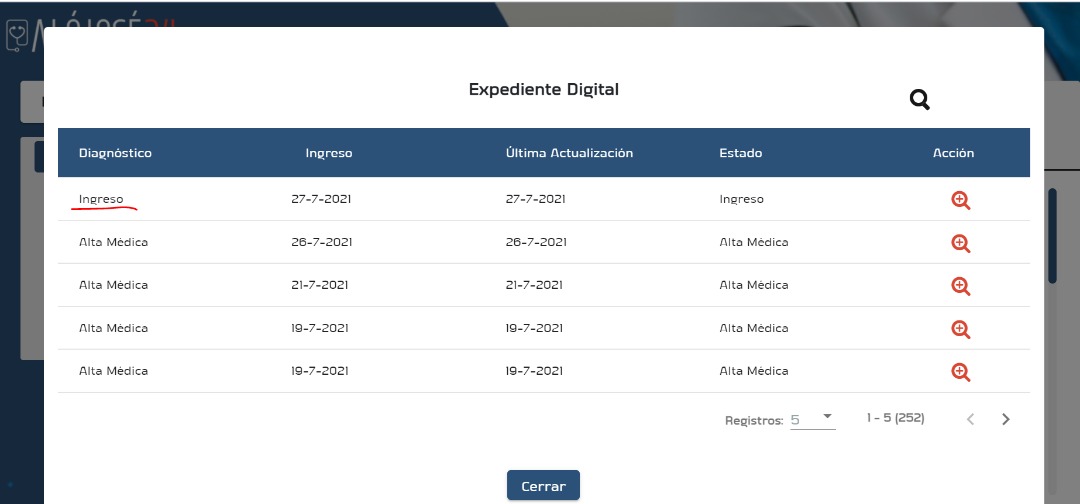 Expediente Digital
Diagnóstico Ingreso Última Actualización Estado Acción
Ingreso 27-7-2021 27-7-2021 Ingreso
Alta Médica 26-7-2021 26-7-2021 Alta Médica
Alta Médica 21-7-2021 21-7-2021 Alta Médica
Alta Médica 19-7-2021 19-7-2021 Alta Médica
Alta Médica 19-7-2021 19-7-2021 Alta Médica
Registros: 5 1 - 5 (252)
Cerrar